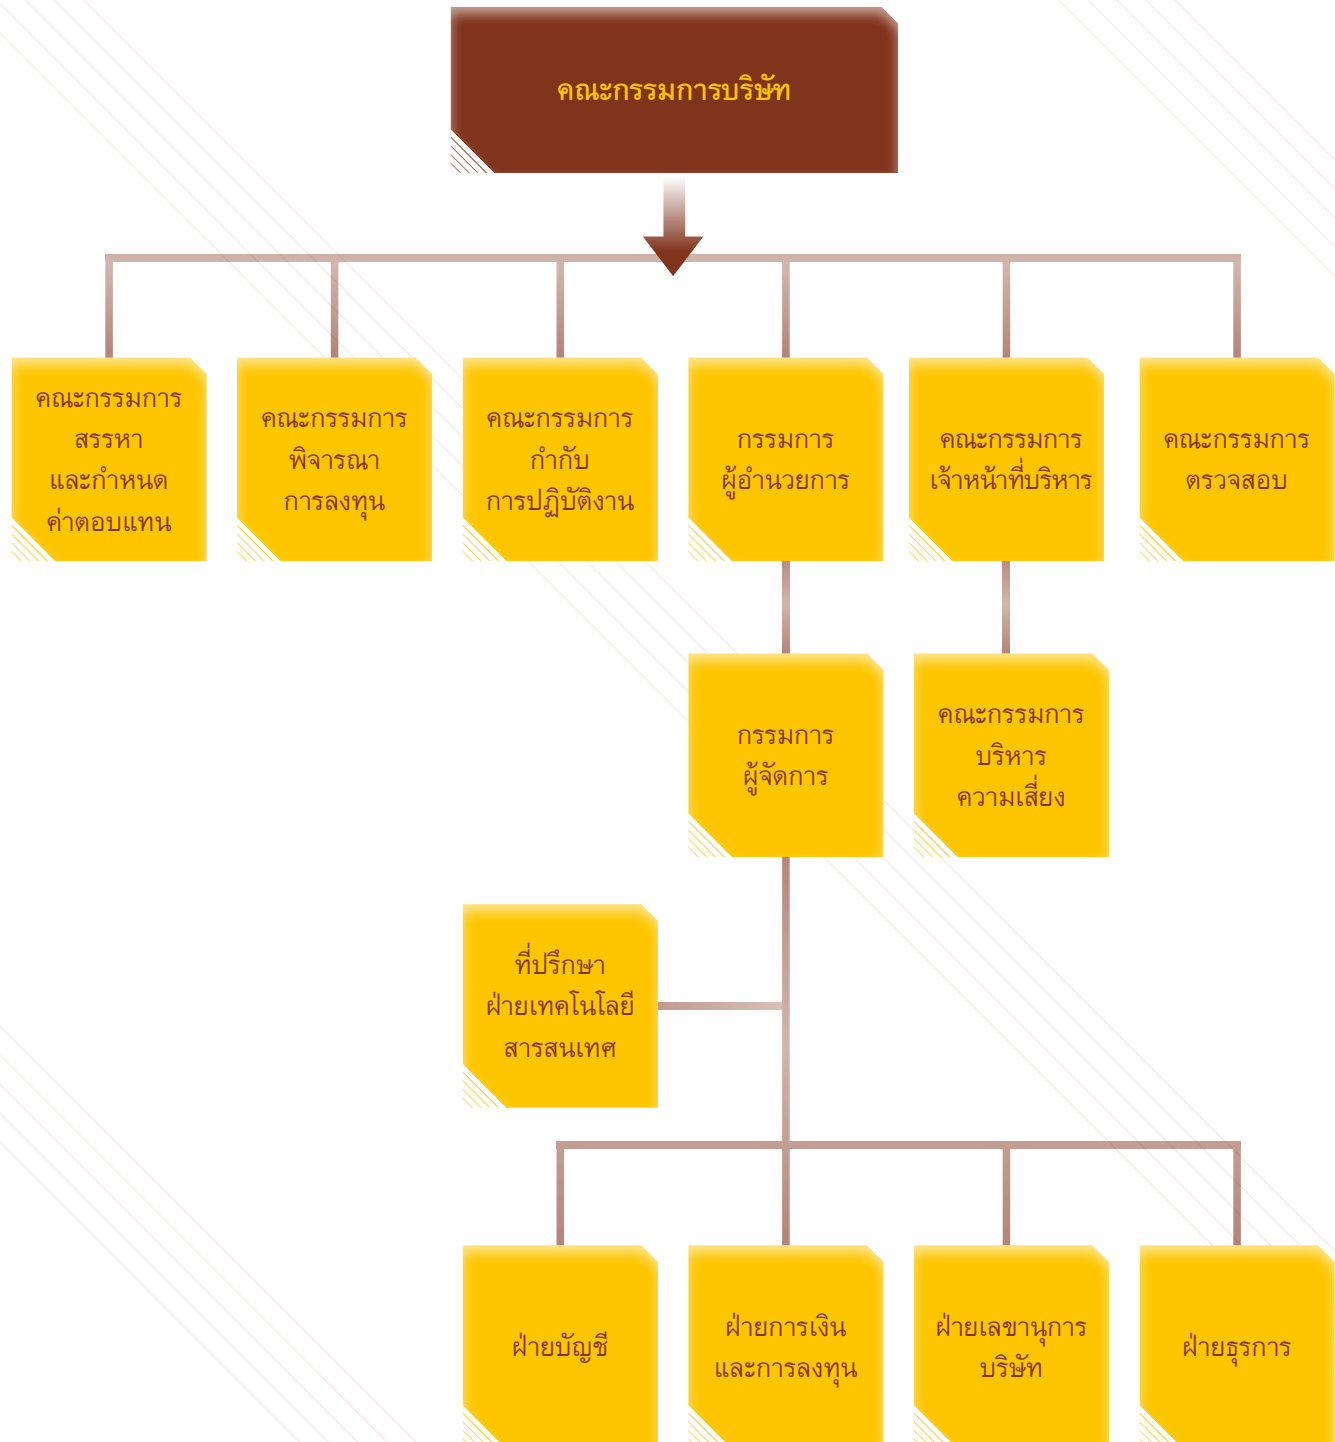 คณะกรรมการบริษัท
คณะกรรมการ
สรรหา
และกำหนด
ค่าตอบแทน
คณะกรรมการ
พิจารณา
การลงทุน
คณะกรรมการ
กำกับ
การปฏิบัติงาน
กรรมการ
ผู้อำนวยการ
คณะกรรมการ
เจ้าหน้าที่บริหาร
คณะกรรมการ
ตรวจสอบ
กรรมการ
ผู้จัดการ
คณะกรรมการ
บริหาร
ความเสี่ยง
ที่ปรึกษา
ฝ่ายเทคโนโลยี
สารสนเทศ
ฝ่ายบัญชี
ฝ่ายการเงิน
และการลงทุน
ฝ่ายเลขานุการ
บริษัท
ฝ่ายธุรการ